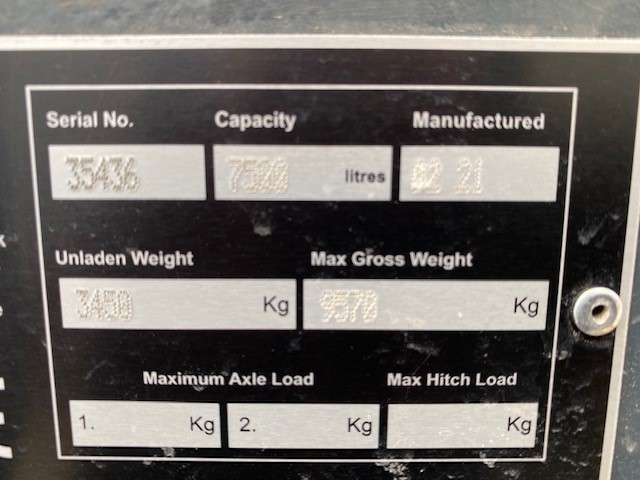 Serial No. Capacity Manufactured
35436 7500 litres 02 21
Unladen Weight Max Gross Weight
3450 Kg 9570 Kg
Maximum Axle Load Max Hitch Load
1. Kg 2. Kg Kg